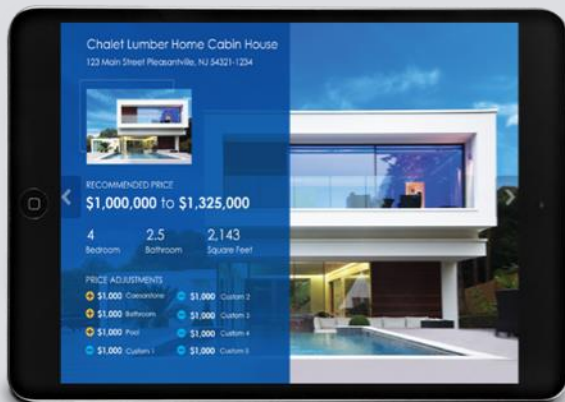 Chalet Lumber Home Cabin House
123 Main Street Pleasantville, NJ 54321-1234
RECOMMENDED PRICE
$1,000,000 to $1,325,000
4 2.5 2,143
Bedroom Bathroom Square Feet
PRICE ADJUSTMENTS
$1,000 Cornerstone $1,000 Custom 2
$1,000 Bathroom $1,000 Custom 3
$1,000 Pool $1,000 Custom 4
$1,000 Custom 1 $1,000 Custom 5